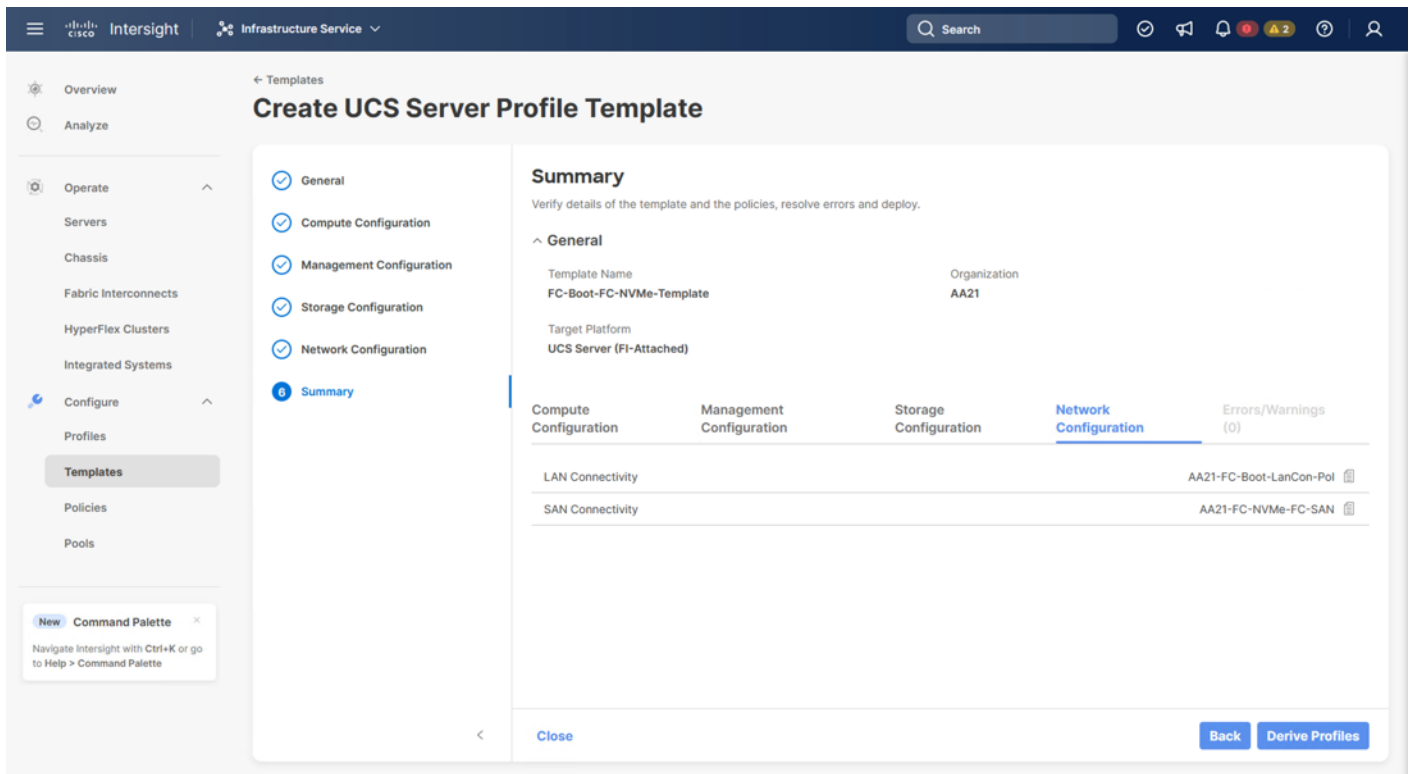 cisco Intersight Infrastructure Service Search 2
Overview
Analyze
Operate
Servers
Chassis
Fabric Interconnects
HyperFlex Clusters
Integrated Systems
Configure
Profiles
Templates
Policies
Pools
New Command Palette ×
Navigate Intersight with Ctrl+K or go
to Help > Command Palette
← Templates
Create UCS Server Profile Template
General
Compute Configuration
Management Configuration
Storage Configuration
Network Configuration
6 Summary
Summary
Verify details of the template and the policies, resolve errors and deploy.
General
Template Name Organization
FC-Boot-FC-NVMe-Template AA21
Target Platform
UCS Server (FI-Attached)
Compute Management Storage Network Errors/Warnings
Configuration Configuration Configuration Configuration (0)
LAN Connectivity AA21-FC-Boot-LanCon-Pol
SAN Connectivity AA21-FC-NVMe-FC-SAN
< Close Back Derive Profiles